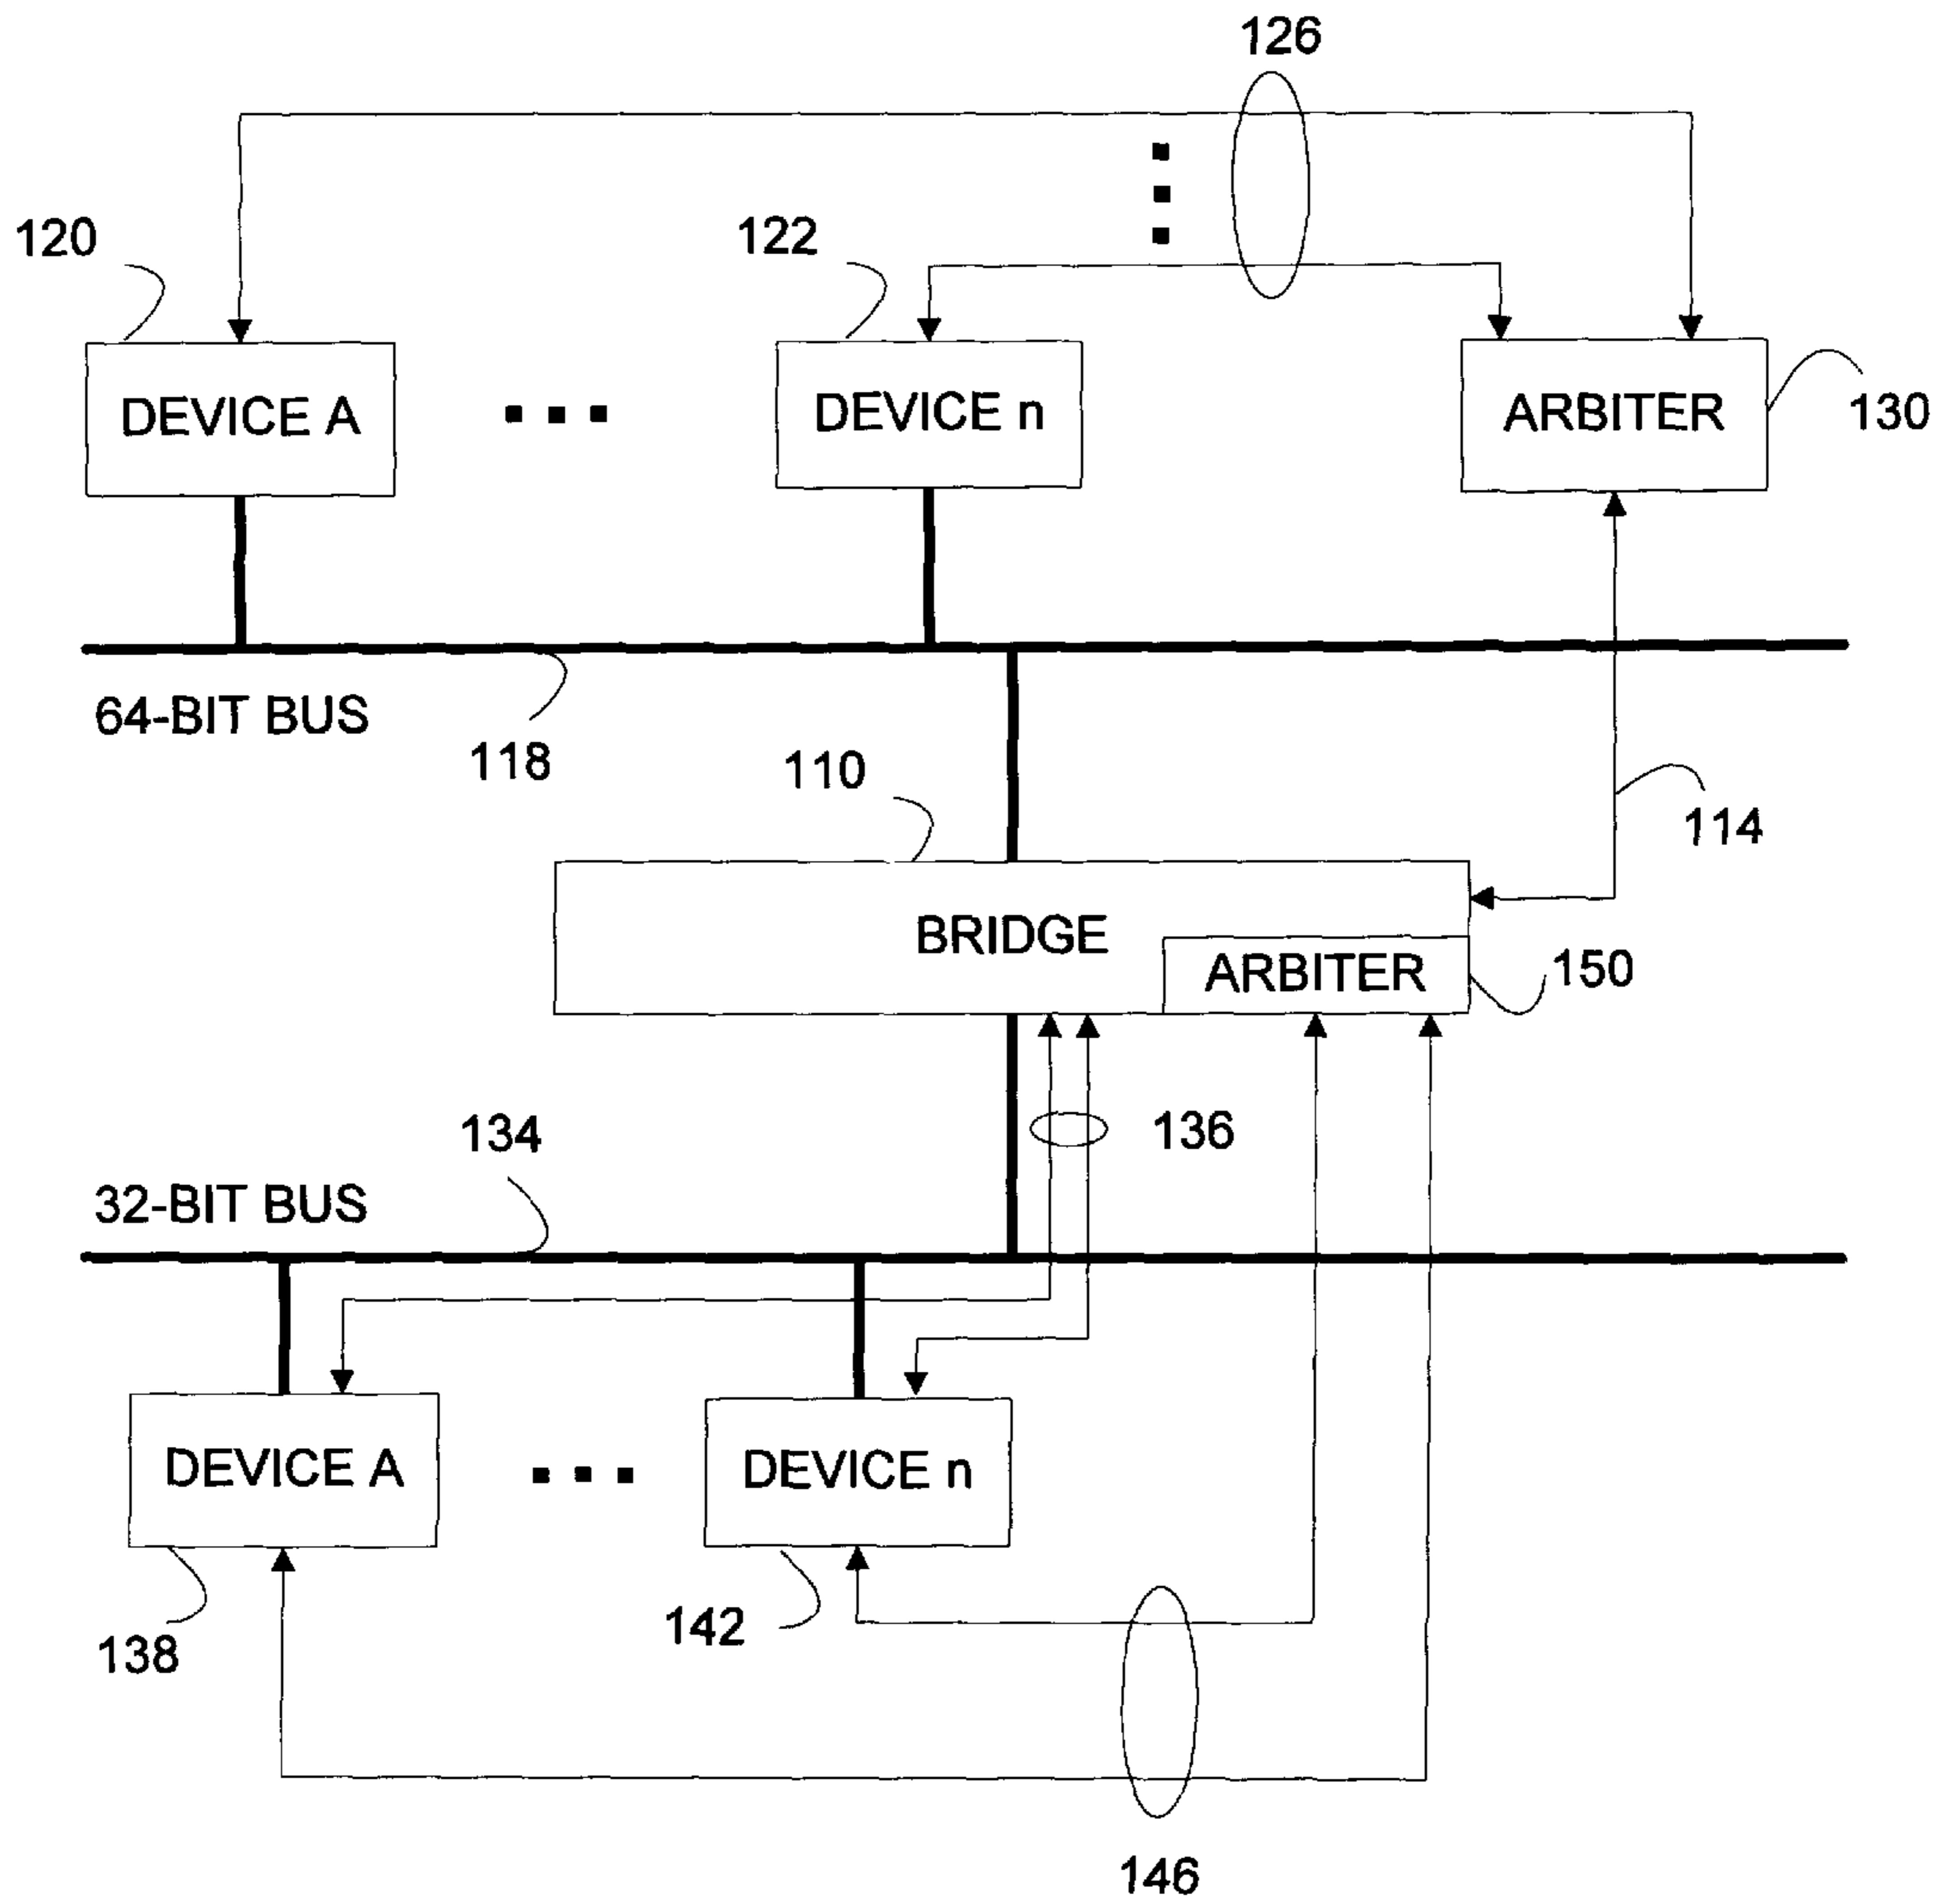 126
120
122
DEVICE A
DEVICE n
ARBITER
130
64-BIT BUS
118
110
114
BRIDGE
ARBITER
150
134
136
32-BIT BUS
DEVICE A
DEVICE n
138
142
146